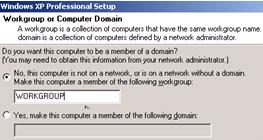 Windows XP Professional Setup
Workgroup or Computer Domain
A workgroup is a collection of computers that have the same workgroup name.
domain is a collection of computers defined by a network administrator.
Do you want this computer to be a member of a domain?
(You may need to obtain this information from your network administrator.)
No, this computer is not on a network, or is on a network without a domain.
Make this computer a member of the following workgroup:
WORKGROUP
Yes, make this computer a member of the following domain: